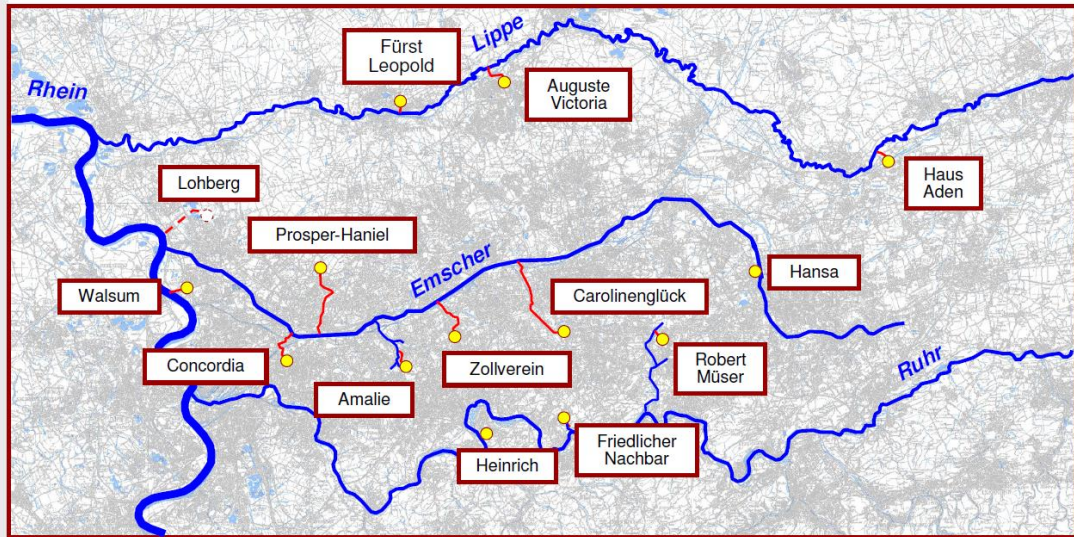 Fürst
Leopold
Lippe
Auguste
Victoria
Rhein
Lohberg
Haus
Aden
Prosper-Haniel
Emscher
Walsum
Carolinenglück
Hansa
Concordia
Zollverein
Robert
Müser
Ruhr
Amalie
Heinrich
Friedlicher
Nachbar